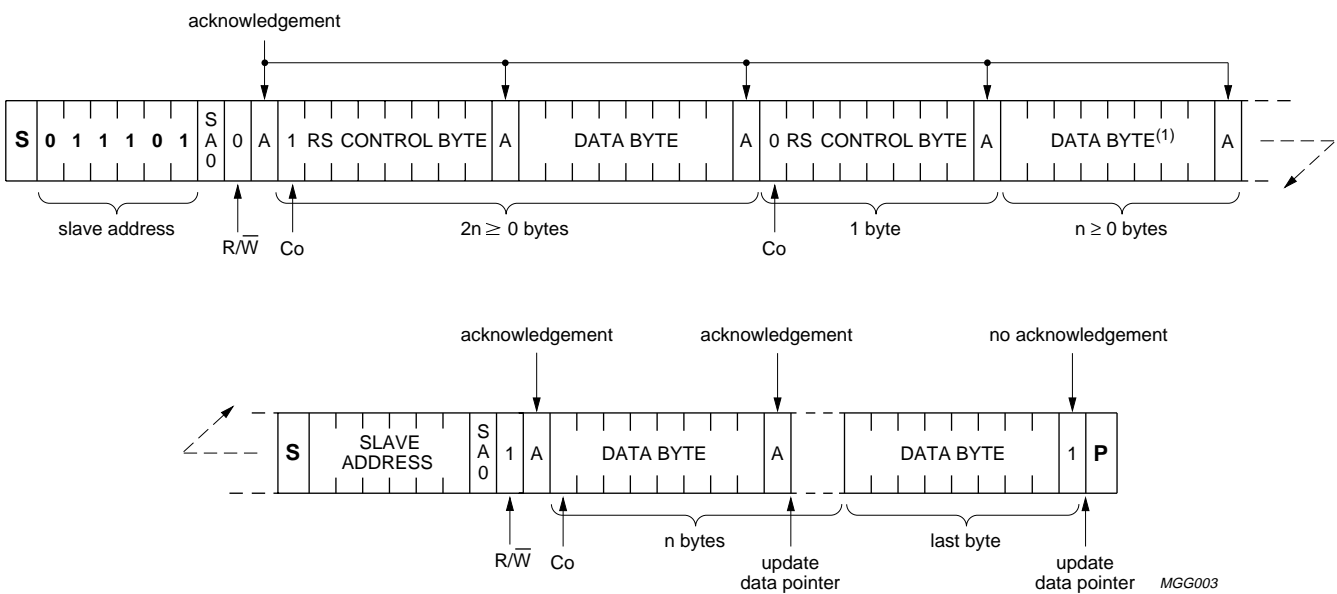 acknowledgement
S 0 1 1 1 0 1 SA0 0 A 1 RS CONTROL BYTE A DATA BYTE A 0 RS CONTROL BYTE A DATA BYTE(1) A
slave address 2n ≥ 0 bytes 1 byte n ≥ 0 bytes
R/W̅ Co Co
acknowledgement acknowledgement no acknowledgement
S SLAVE ADDRESS SA0 1 A DATA BYTE A DATA BYTE 1 P
n bytes last byte
R/W̅ Co update data pointer update data pointer MGG003